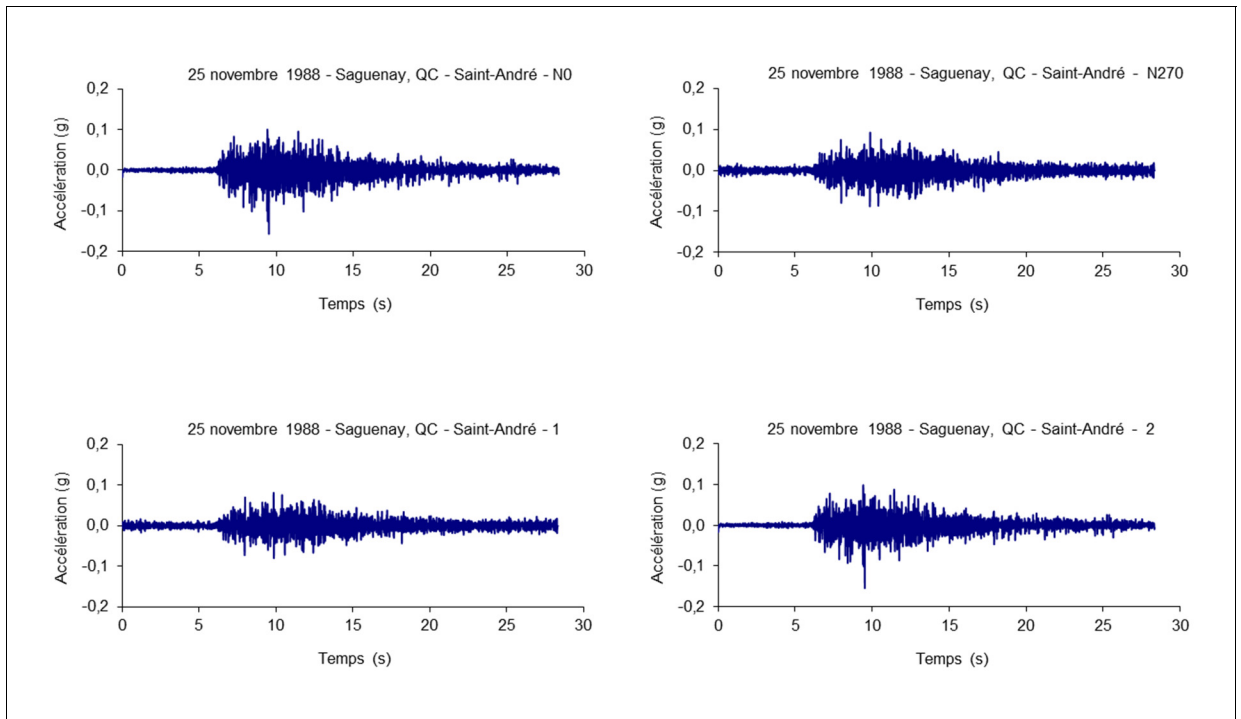 25 novembre 1988 - Saguenay, QC - Saint-André - N0
Accélération (g)
0,2
0,1
0,0
-0,1
-0,2
0 5 10 15 20 25 30
Temps (s)
25 novembre 1988 - Saguenay, QC - Saint-André - N270
Accélération (g)
0,2
0,1
0,0
-0,1
-0,2
0 5 10 15 20 25 30
Temps (s)
25 novembre 1988 - Saguenay, QC - Saint-André - 1
Accélération (g)
0,2
0,1
0,0
-0,1
-0,2
0 5 10 15 20 25 30
Temps (s)
25 novembre 1988 - Saguenay, QC - Saint-André - 2
Accélération (g)
0,2
0,1
0,0
-0,1
-0,2
0 5 10 15 20 25 30
Temps (s)